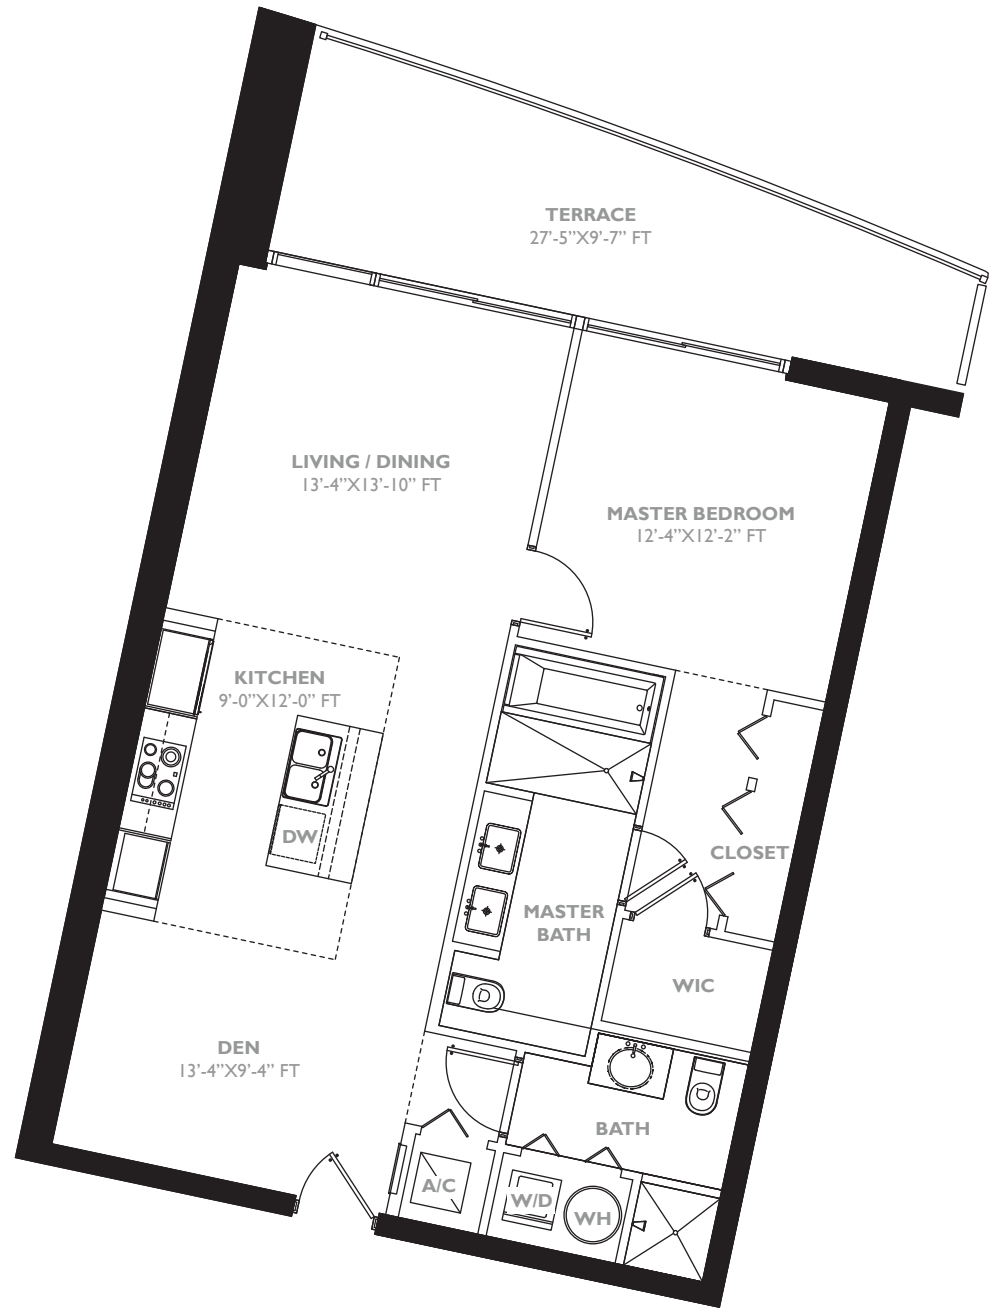 TERRACE
27'-5”X9'-7” FT
LIVING / DINING
13'-4”X13'-10” FT
MASTER BEDROOM
12'-4”X12'-2” FT
KITCHEN
9'-0”X12'-0” FT
DW
CLOSET
MASTER
BATH
WIC
DEN
13'-4”X9'-4” FT
BATH
A/C
W/D
WH